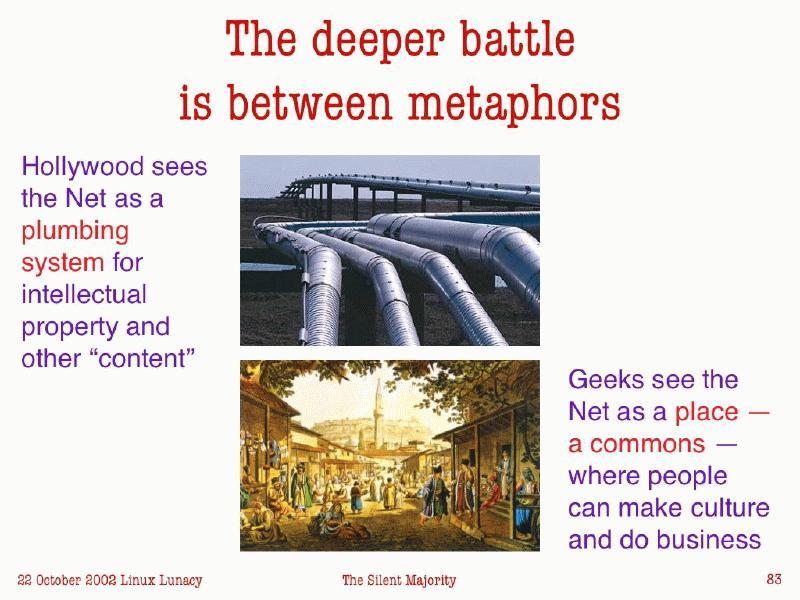 The deeper battle
is between metaphors
Hollywood sees
the Net as a
plumbing
system for
intellectual
property and
other “content”
Geeks see the
Net as a place —
a commons —
where people
can make culture
and do business
22 October 2002 Linux Lunacy
The Silent Majority
83